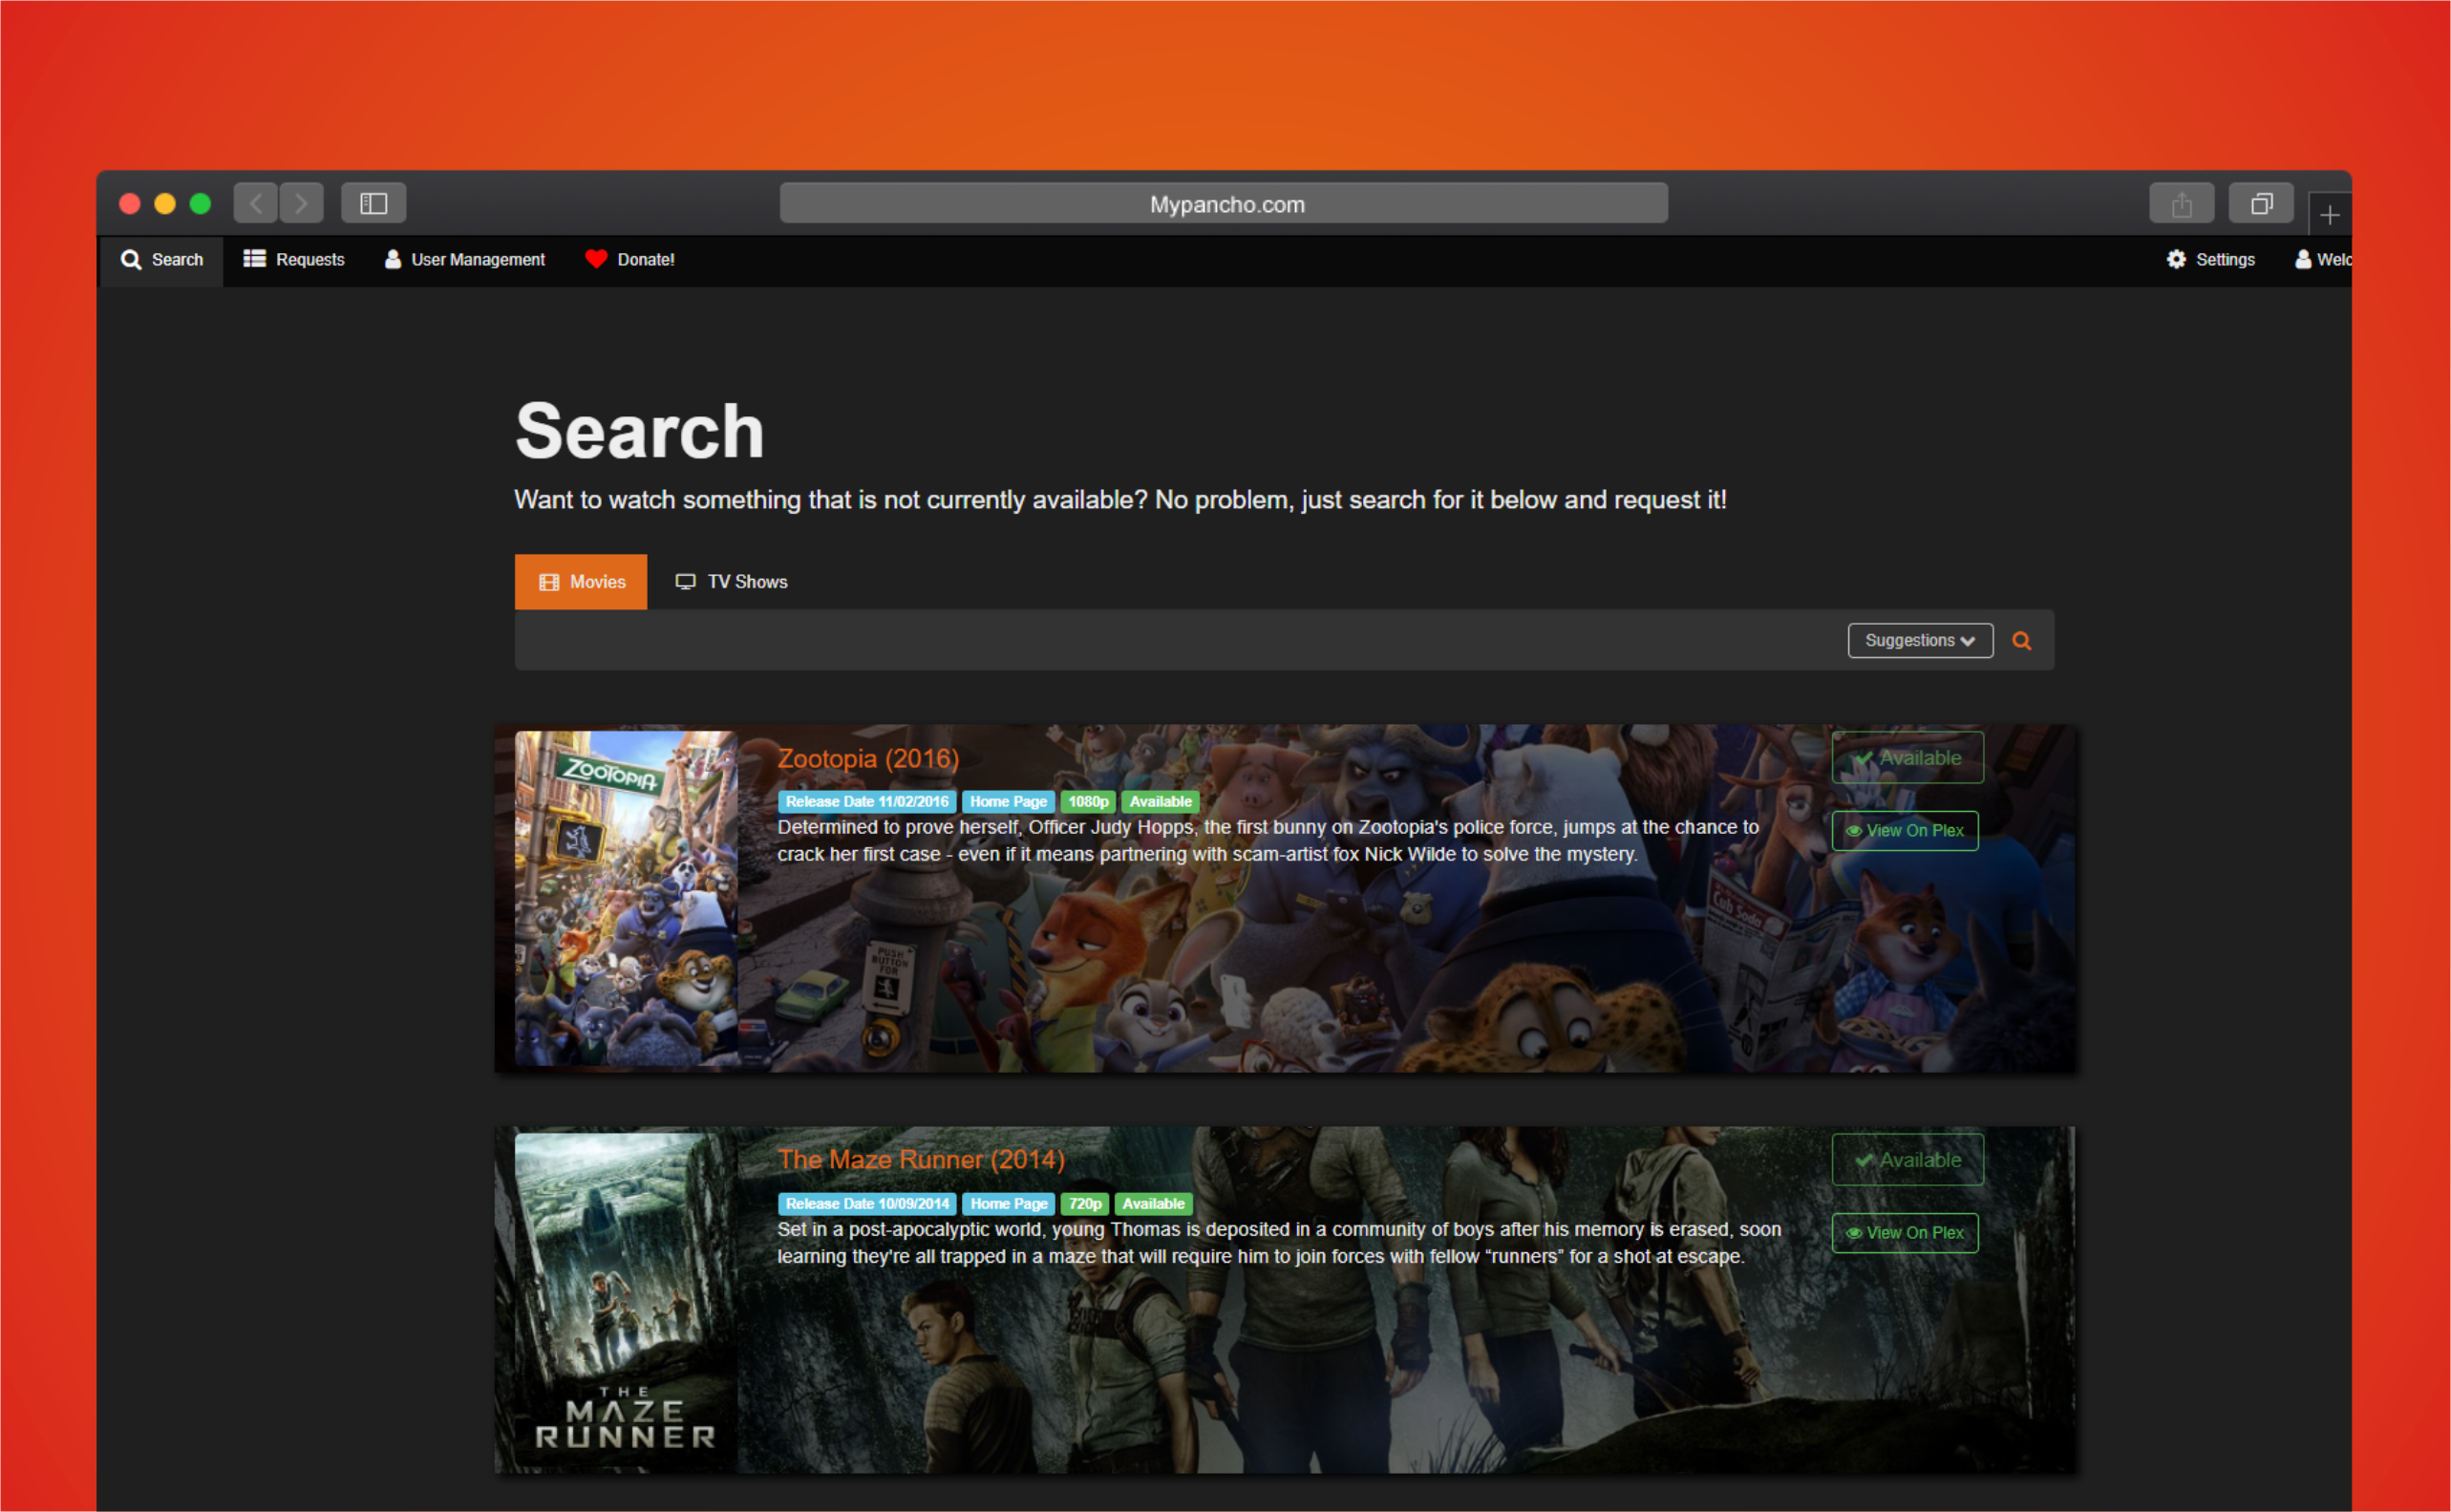 Mypancho.com
Search
Requests
User Management
Donate!
Settings
Welc
Search
Want to watch something that is not currently available? No problem, just search for it below and request it!
Movies
TV Shows
Suggestions
ZOOTOPIA
Zootopia (2016)
Release Date 11/02/2016 Home Page 1080p Available
Determined to prove herself, Officer Judy Hopps, the first bunny on Zootopia's police force, jumps at the chance to
crack her first case - even if it means partnering with scam-artist fox Nick Wilde to solve the mystery.
Available
View On Plex
PUSH
BUTTON
FOR
Cub Soda
THE
MAZE
RUNNER
The Maze Runner (2014)
Release Date 10/09/2014 Home Page 720p Available
Set in a post-apocalyptic world, young Thomas is deposited in a community of boys after his memory is erased, soon
learning they're all trapped in a maze that will require him to join forces with fellow “runners” for a shot at escape.
Available
View On Plex